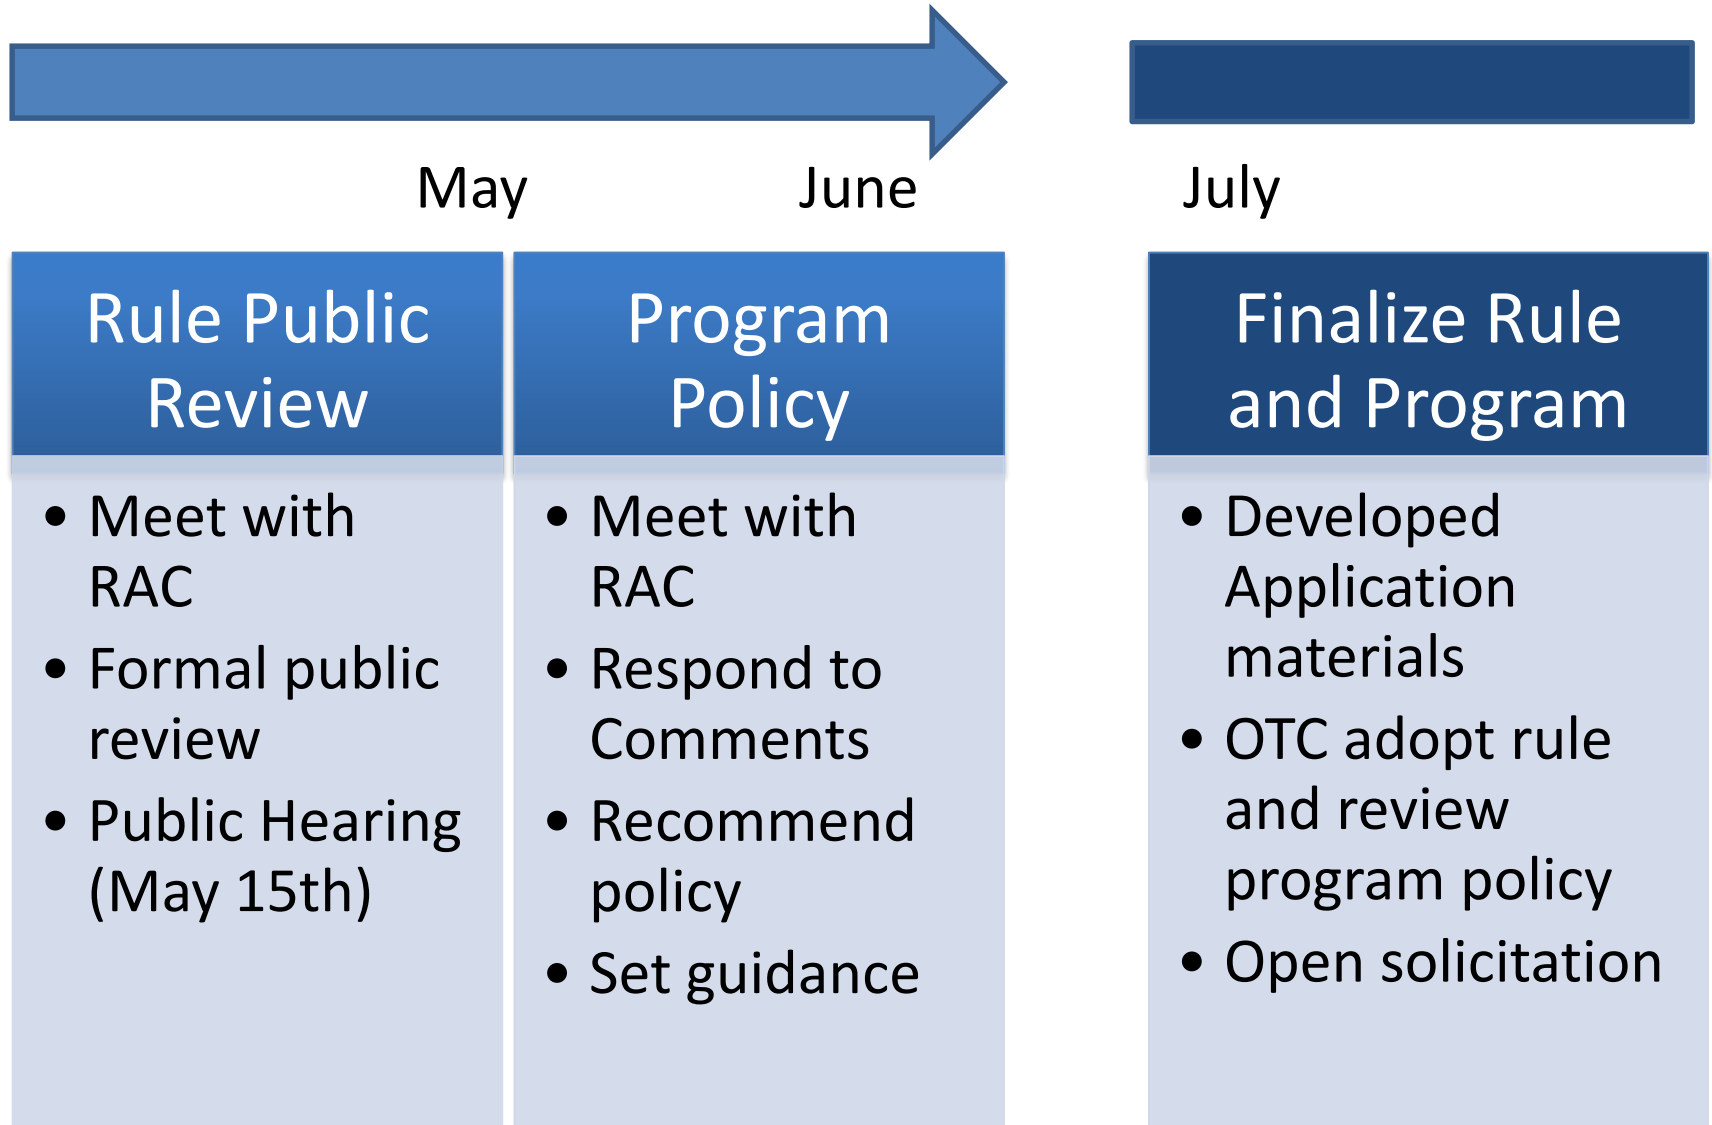 May
June
July
Rule Public
Review
• Meet with
RAC
• Formal public
review
• Public Hearing
(May 15th)
Program
Policy
• Meet with
RAC
• Respond to
Comments
• Recommend
policy
• Set guidance
Finalize Rule
and Program
• Developed
Application
materials
• OTC adopt rule
and review
program policy
• Open solicitation